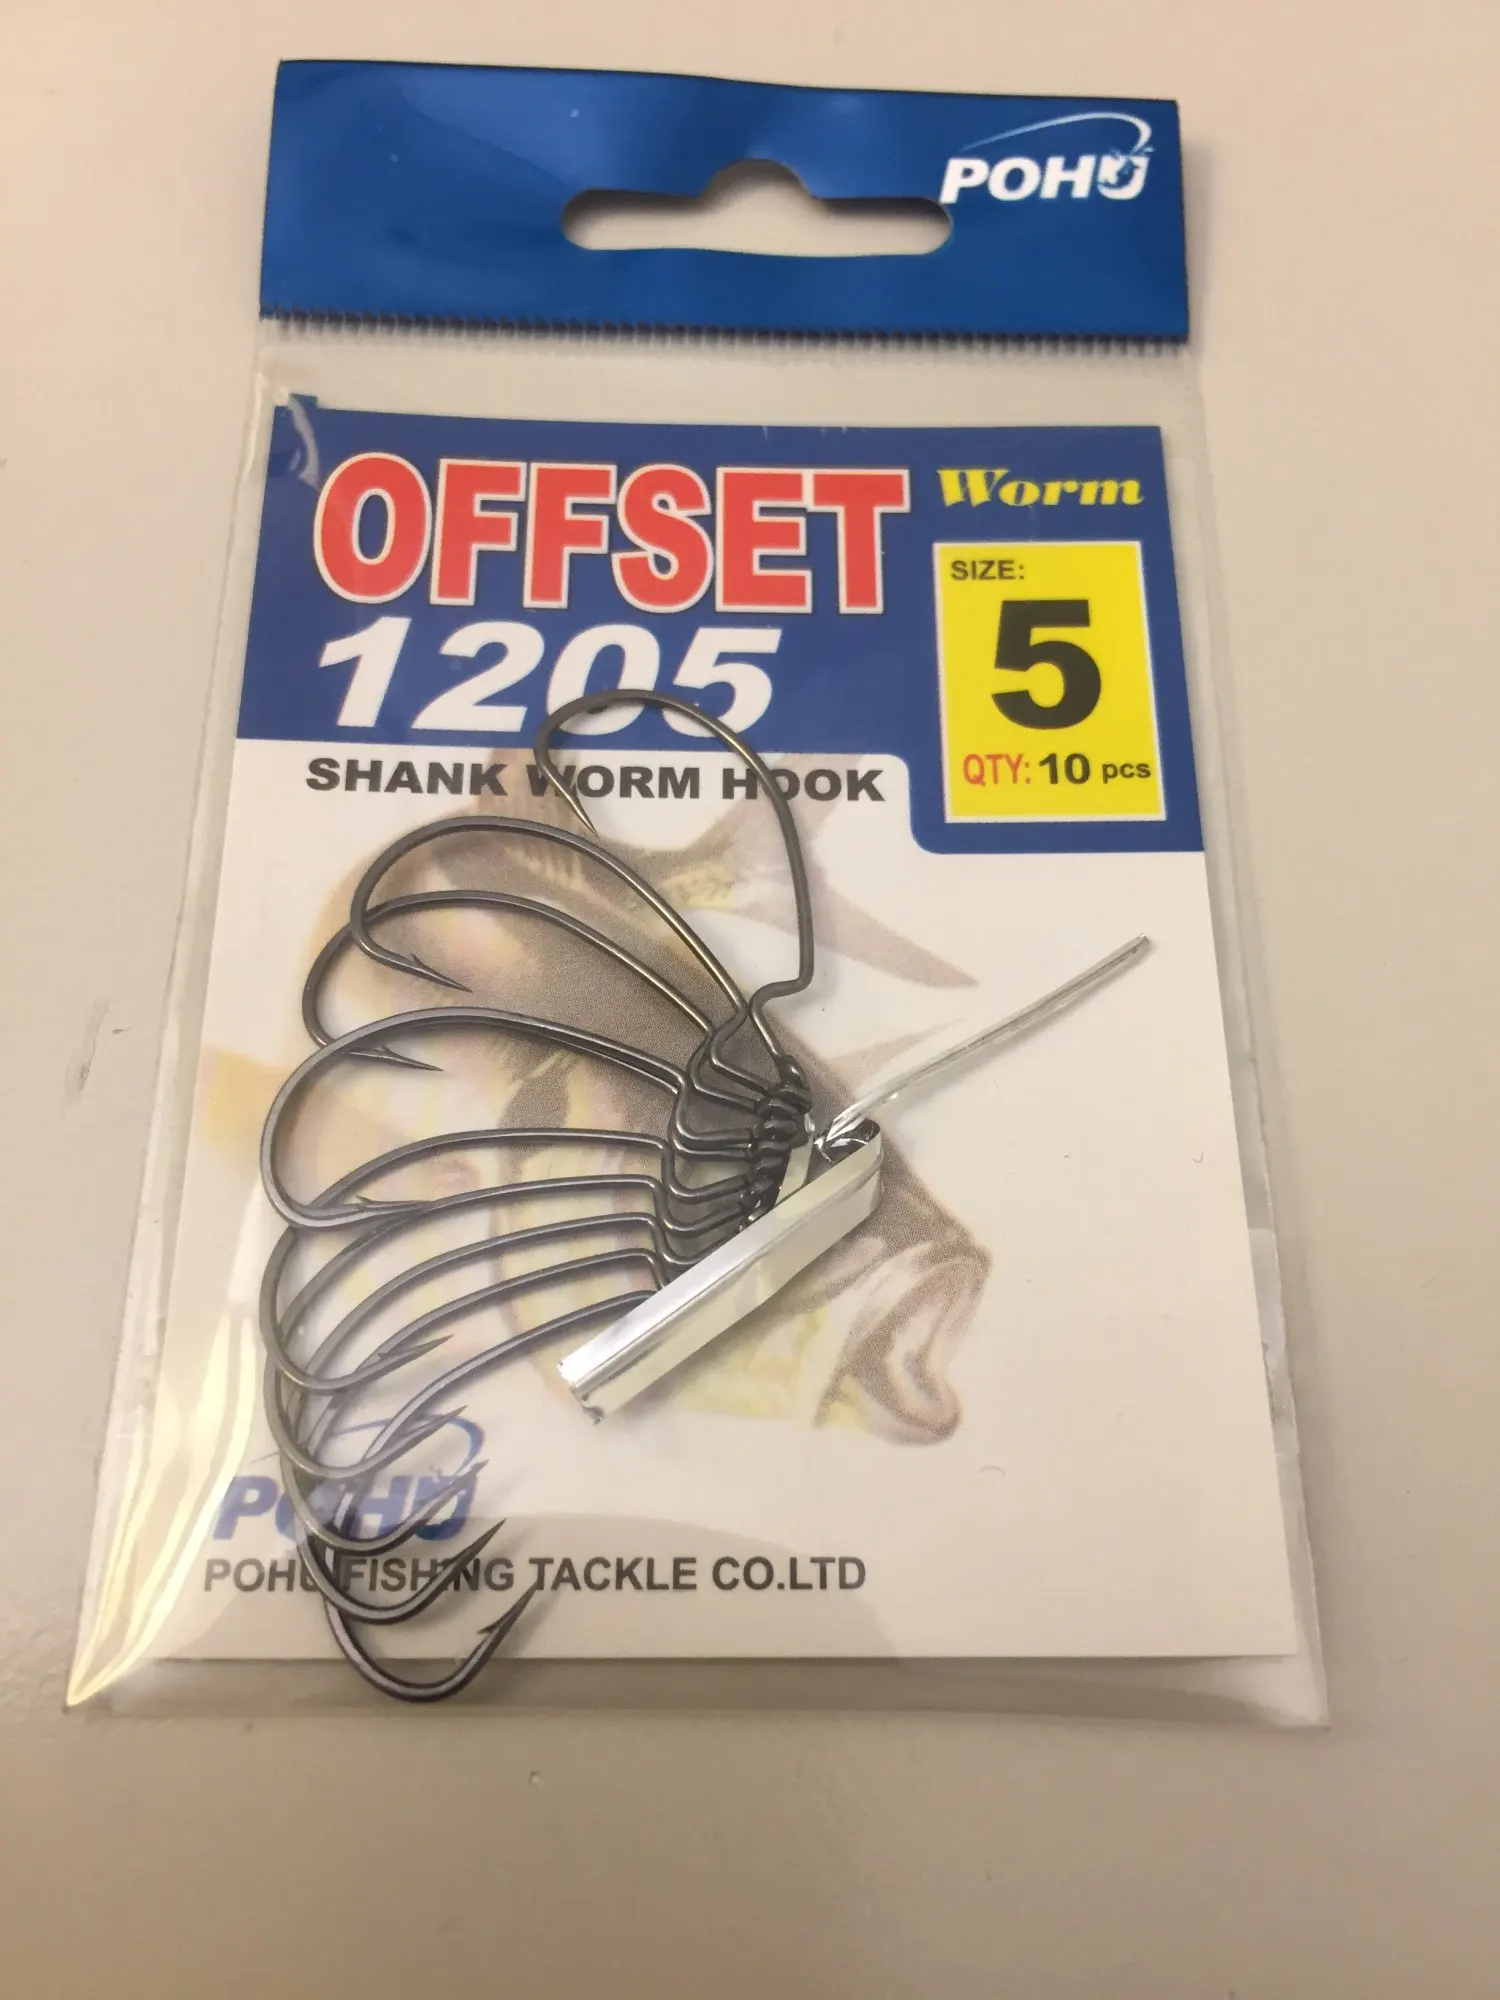 POHU
OFFSET Worm
SIZE:
5
1205
QTY: 10 pcs
SHANK WORM HOOK
POHU
POHU FISHING TACKLE CO.LTD